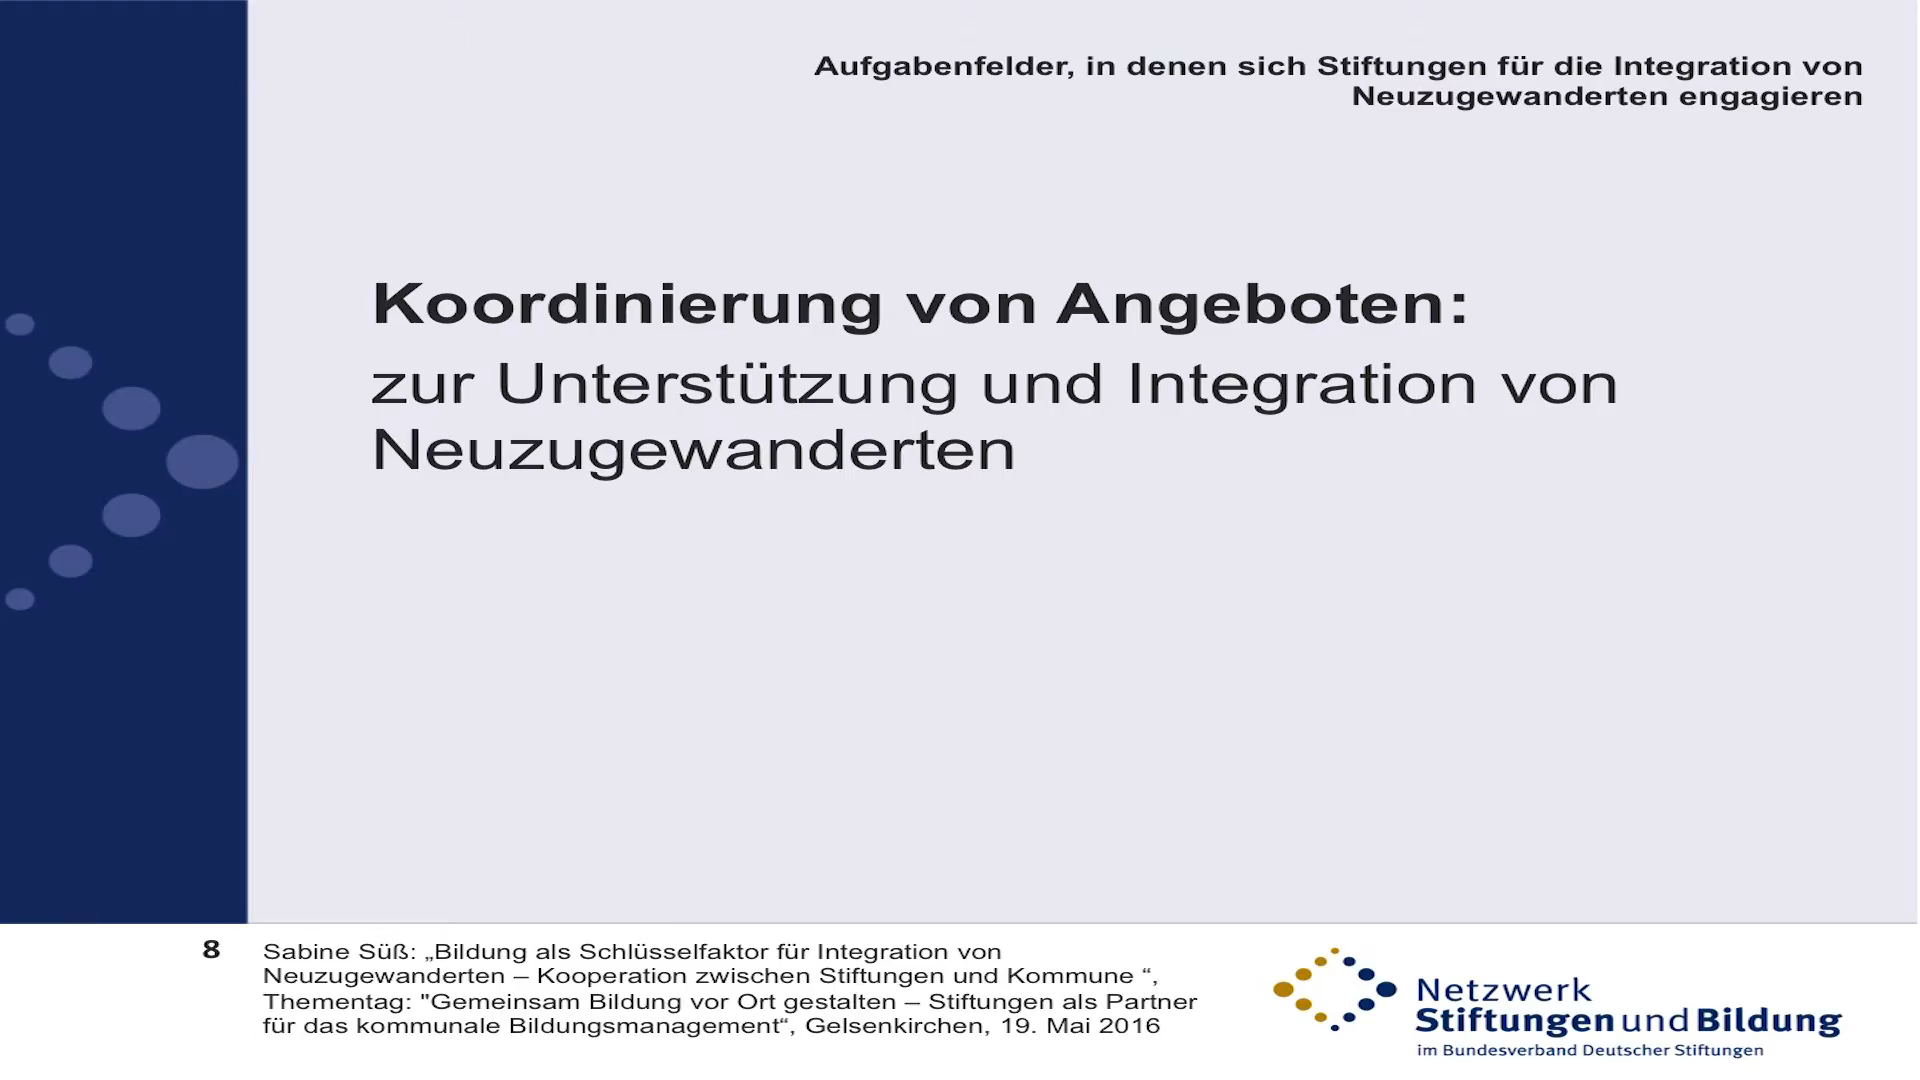 Aufgabenfelder, in denen sich Stiftungen für die Integration von
Neuzugewanderten engagieren
Koordinierung von Angeboten:
zur Unterstützung und Integration von
Neuzugewanderten
8
Sabine Süß: „Bildung als Schlüsselfaktor für Integration von
Neuzugewanderten – Kooperation zwischen Stiftungen und Kommune “,
Thementag: "Gemeinsam Bildung vor Ort gestalten – Stiftungen als Partner
für das kommunale Bildungsmanagement“, Gelsenkirchen, 19. Mai 2016
Netzwerk
Stiftungen und Bildung
im Bundesverband Deutscher Stiftungen